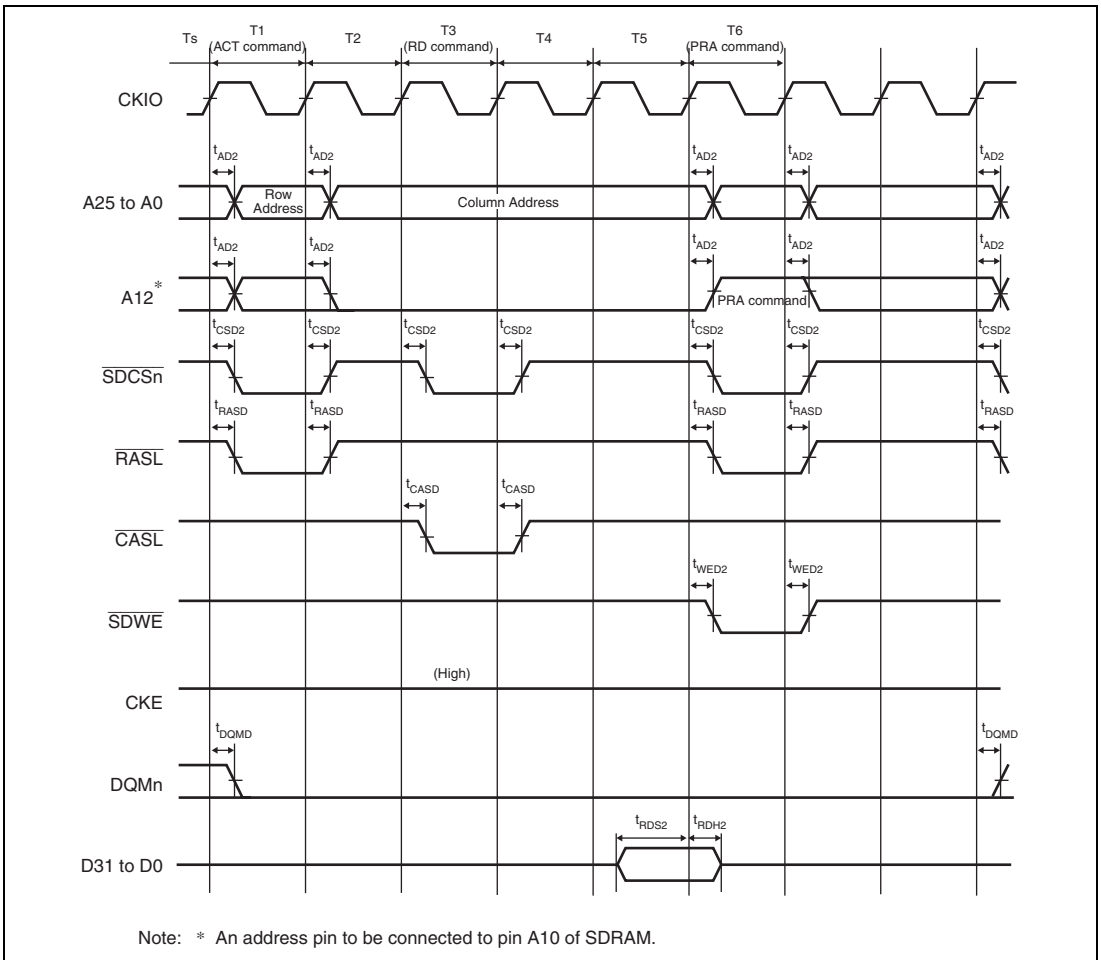 Ts T1 T2 T3 T4 T5 T6
(ACT command) (RD command) (PRA command)
CKIO
tAD2 tAD2 tAD2 tAD2 tAD2
A25 to A0 Row Address Column Address
tAD2 tAD2 tAD2 tAD2 tAD2
A12* PRA command
tCSD2 tCSD2 tCSD2 tCSD2 tCSD2 tCSD2 tCSD2
SDCSn
tRASD tRASD tRASD tRASD tRASD
RASL
tCASD tCASD
CASL
tWED2 tWED2
SDWE
(High)
CKE
tDQMD tDQMD
DQMn
tRDS2 tRDH2
D31 to D0
Note: * An address pin to be connected to pin A10 of SDRAM.